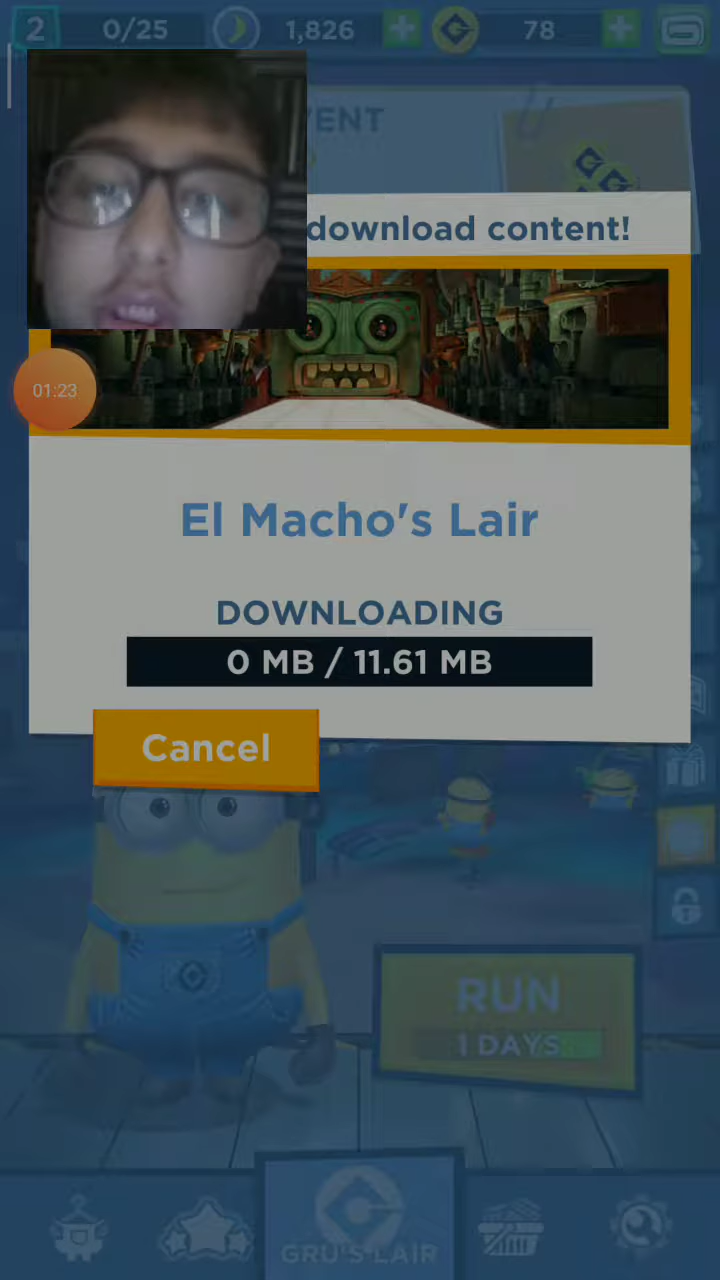 2
0/25
1,826
78
VENT
download content!
01:23
El Macho's Lair
DOWNLOADING
0 MB / 11.61 MB
Cancel
RUN
1 DAYS
GRU'S LAIR